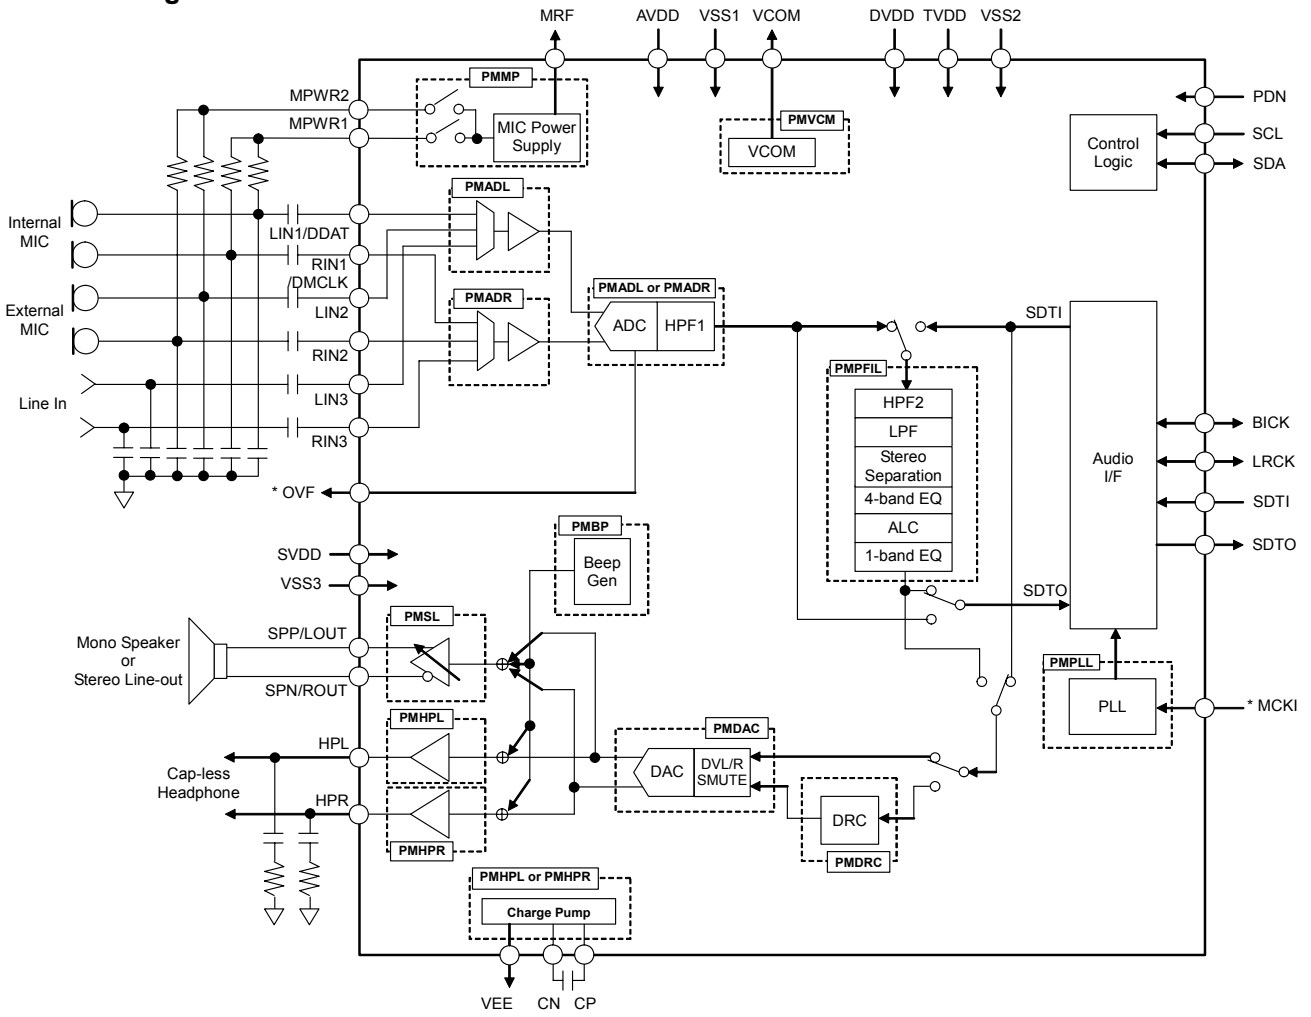 MRF
AVDD
VSS1
VCOM
DVDD
TVDD
VSS2
PMMP
MPWR2
MPWR1
MIC Power
Supply
PMVCM
VCOM
Control
Logic
PDN
SCL
SDA
PMADL
Internal
MIC
LIN1/DDAT
RIN1
/DMCLK
External
MIC
LIN2
RIN2
PMADR
PMADL or PMADR
ADC
HPF1
SDTI
Line In
LIN3
RIN3
PMPFIL
HPF2
LPF
Stereo
Separation
4-band EQ
ALC
1-band EQ
Audio
I/F
BICK
LRCK
SDTI
SDTO
* OVF
SVDD
VSS3
PMBP
Beep
Gen
SDTO
PMSL
Mono Speaker
or
Stereo Line-out
SPP/LOUT
SPN/ROUT
PMPLL
PLL
* MCKI
PMHPL
HPL
Cap-less
Headphone
HPR
PMHPR
PMDAC
DAC
DVL/R
SMUTE
DRC
PMDRC
PMHPL or PMHPR
Charge Pump
VEE
CN
CP